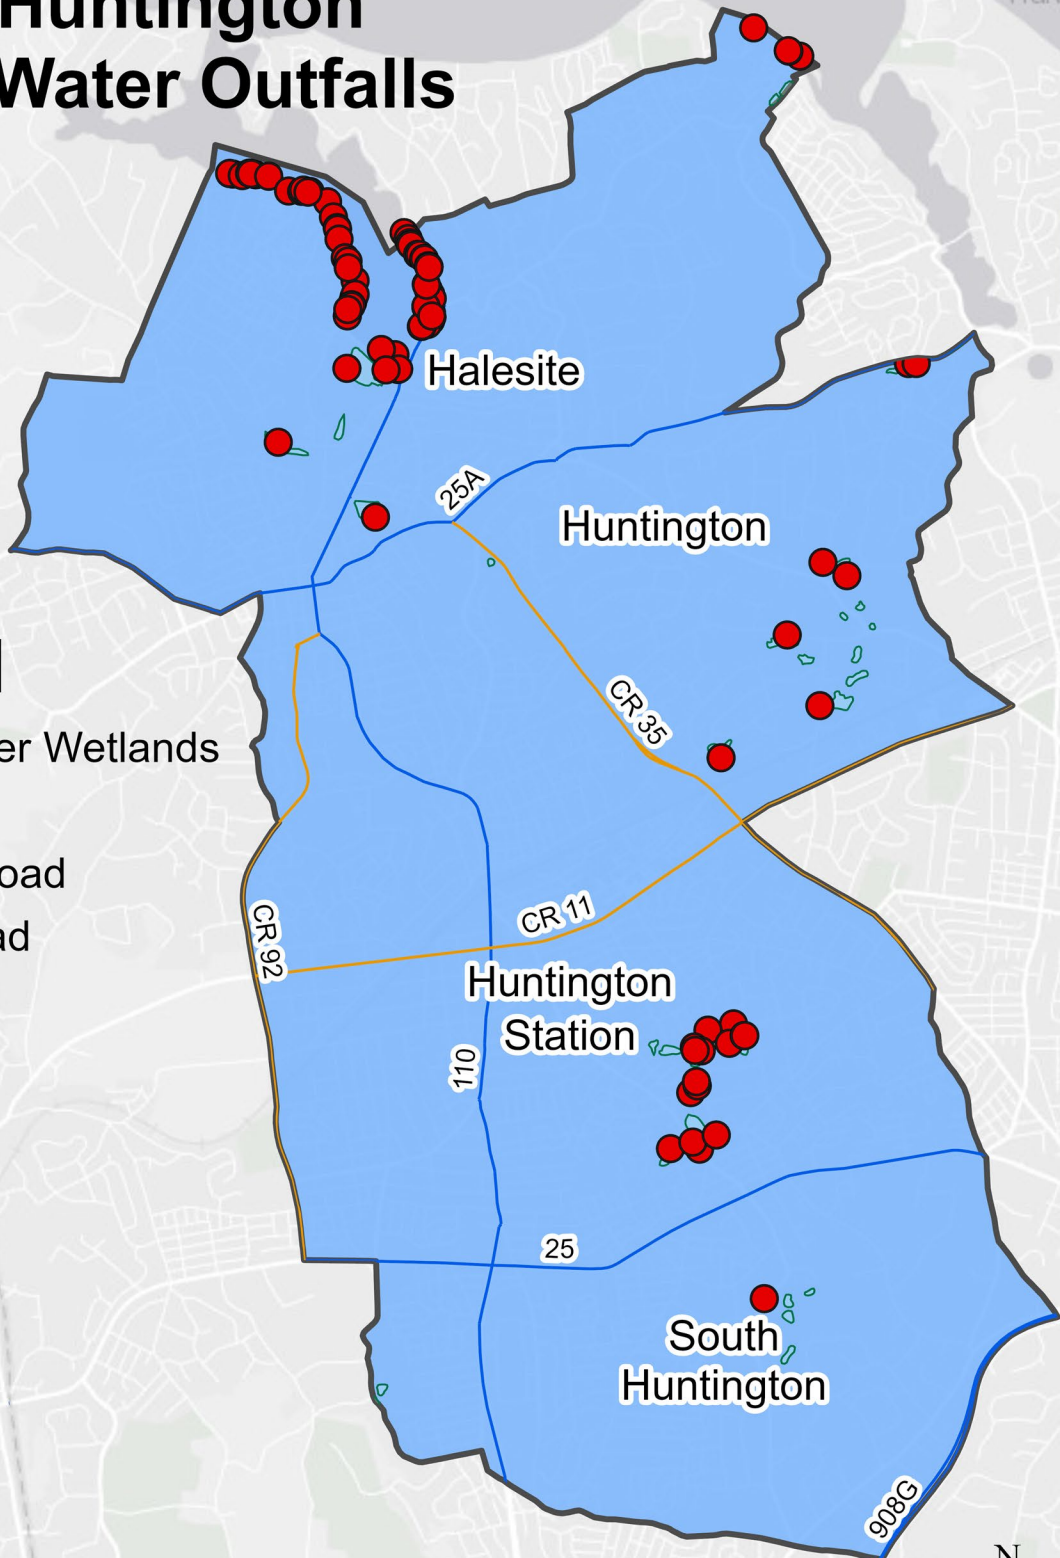 Huntington
Water Outfalls
Halesite
25A
Huntington
CR 35
er Wetlands
oad
ad
CR 92
CR 11
Huntington
Station
110
25
South
Huntington
908G
N